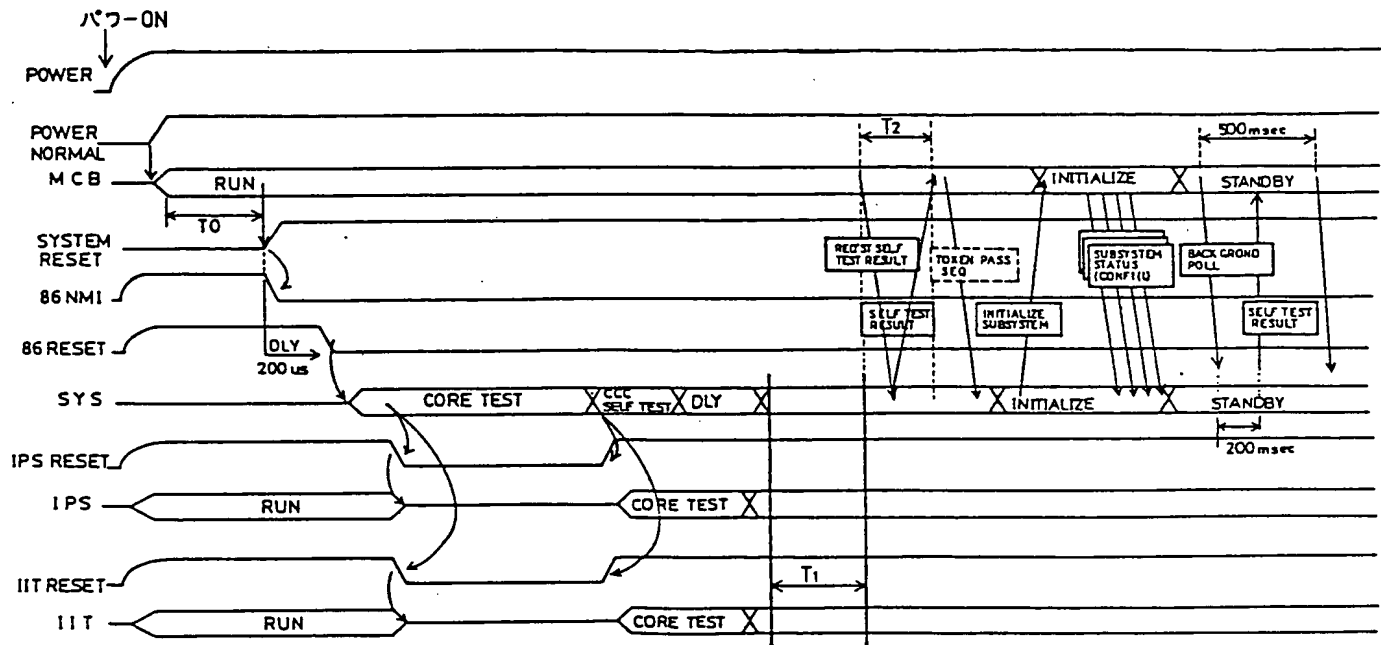 パワーON
POWER
POWER
NORMAL
T2
500msec
MCB
RUN
INITIALIZE
STANDBY
T0
SYSTEM
RESET
REQ'ST SELF
TEST RESULT
TOKEN PASS
SEQ
SUBSYSTEM
STATUS
(CONFIG)
BACK GROND
POLL
86 NMI
SELF TEST
RESULT
INITIALIZE
SUBSYSTEM
SELF TEST
RESULT
86 RESET
DLY
200us
SYS
CORE TEST
CCC
SELF TEST
DLY
INITIALIZE
STANDBY
200msec
IPS RESET
IPS
RUN
CORE TEST
IIT RESET
T1
IIT
RUN
CORE TEST